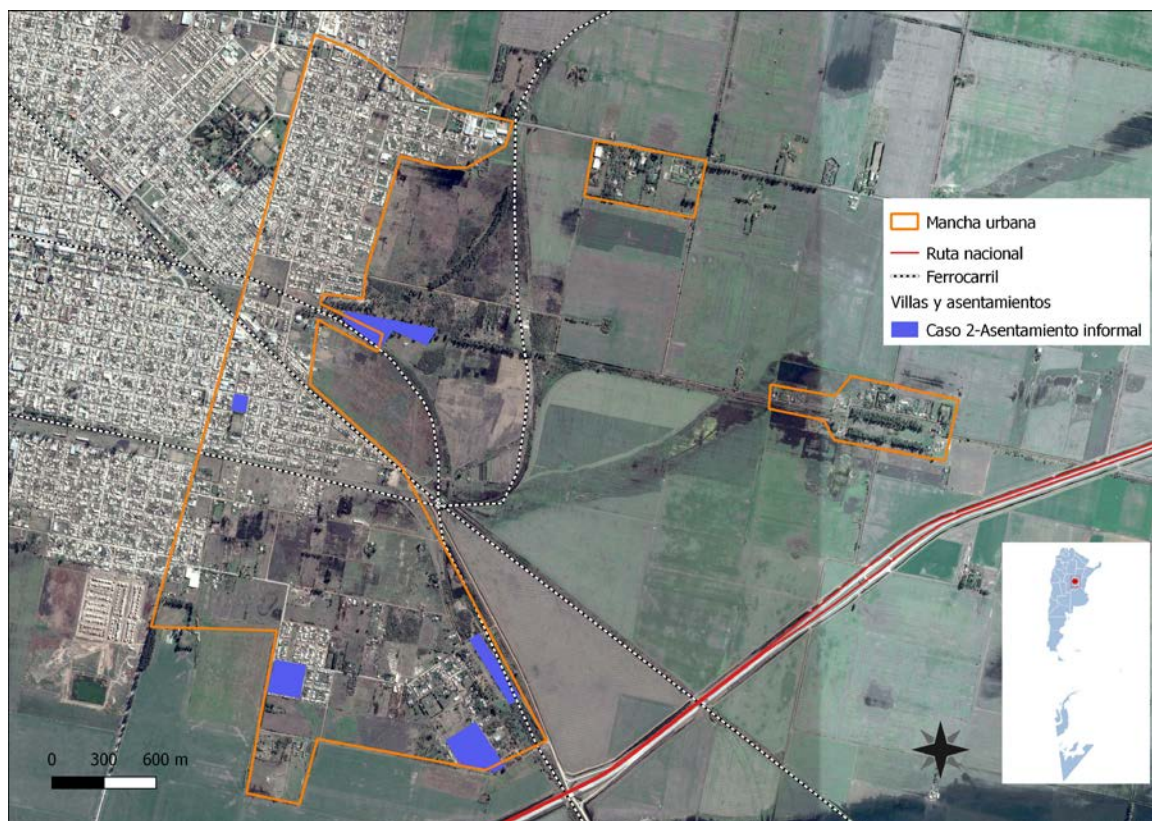 Mancha urbana
Ruta nacional
Ferrocarril
Villas y asentamientos
Caso 2-Asentamiento informal
0 300 600 m